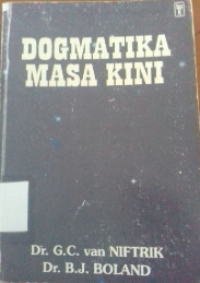 DOGMATIKA
MASA KINI
Dr. G.C. van NIFTRIK
Dr. B.J. BOLAND